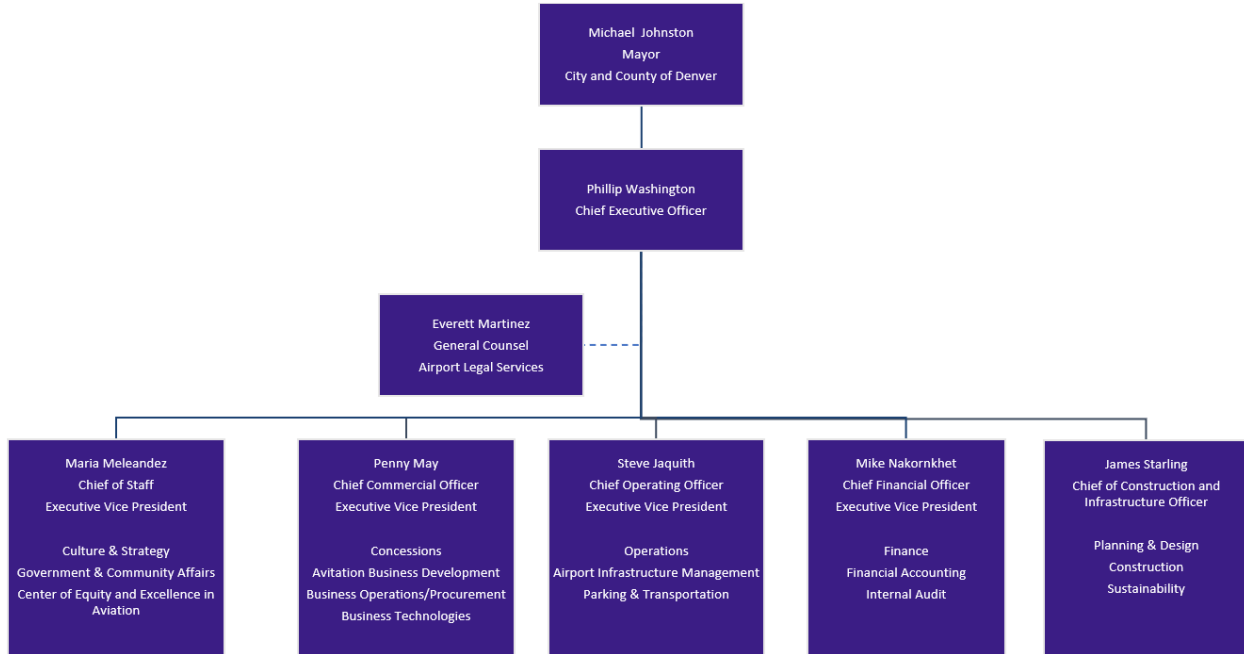 Michael Johnston
Mayor
City and County of Denver
Phillip Washington
Chief Executive Officer
Everett Martinez
General Counsel
Airport Legal Services
Maria Meleandez
Chief of Staff
Executive Vice President
Culture & Strategy
Government & Community Affairs
Center of Equity and Excellence in
Aviation
Penny May
Chief Commercial Officer
Executive Vice President
Concessions
Avitation Business Development
Business Operations/Procurement
Business Technologies
Steve Jaquith
Chief Operating Officer
Executive Vice President
Operations
Airport Infrastructure Management
Parking & Transportation
Mike Nakornkhet
Chief Financial Officer
Executive Vice President
Finance
Financial Accounting
Internal Audit
James Starling
Chief of Construction and
Infrastructure Officer
Planning & Design
Construction
Sustainability